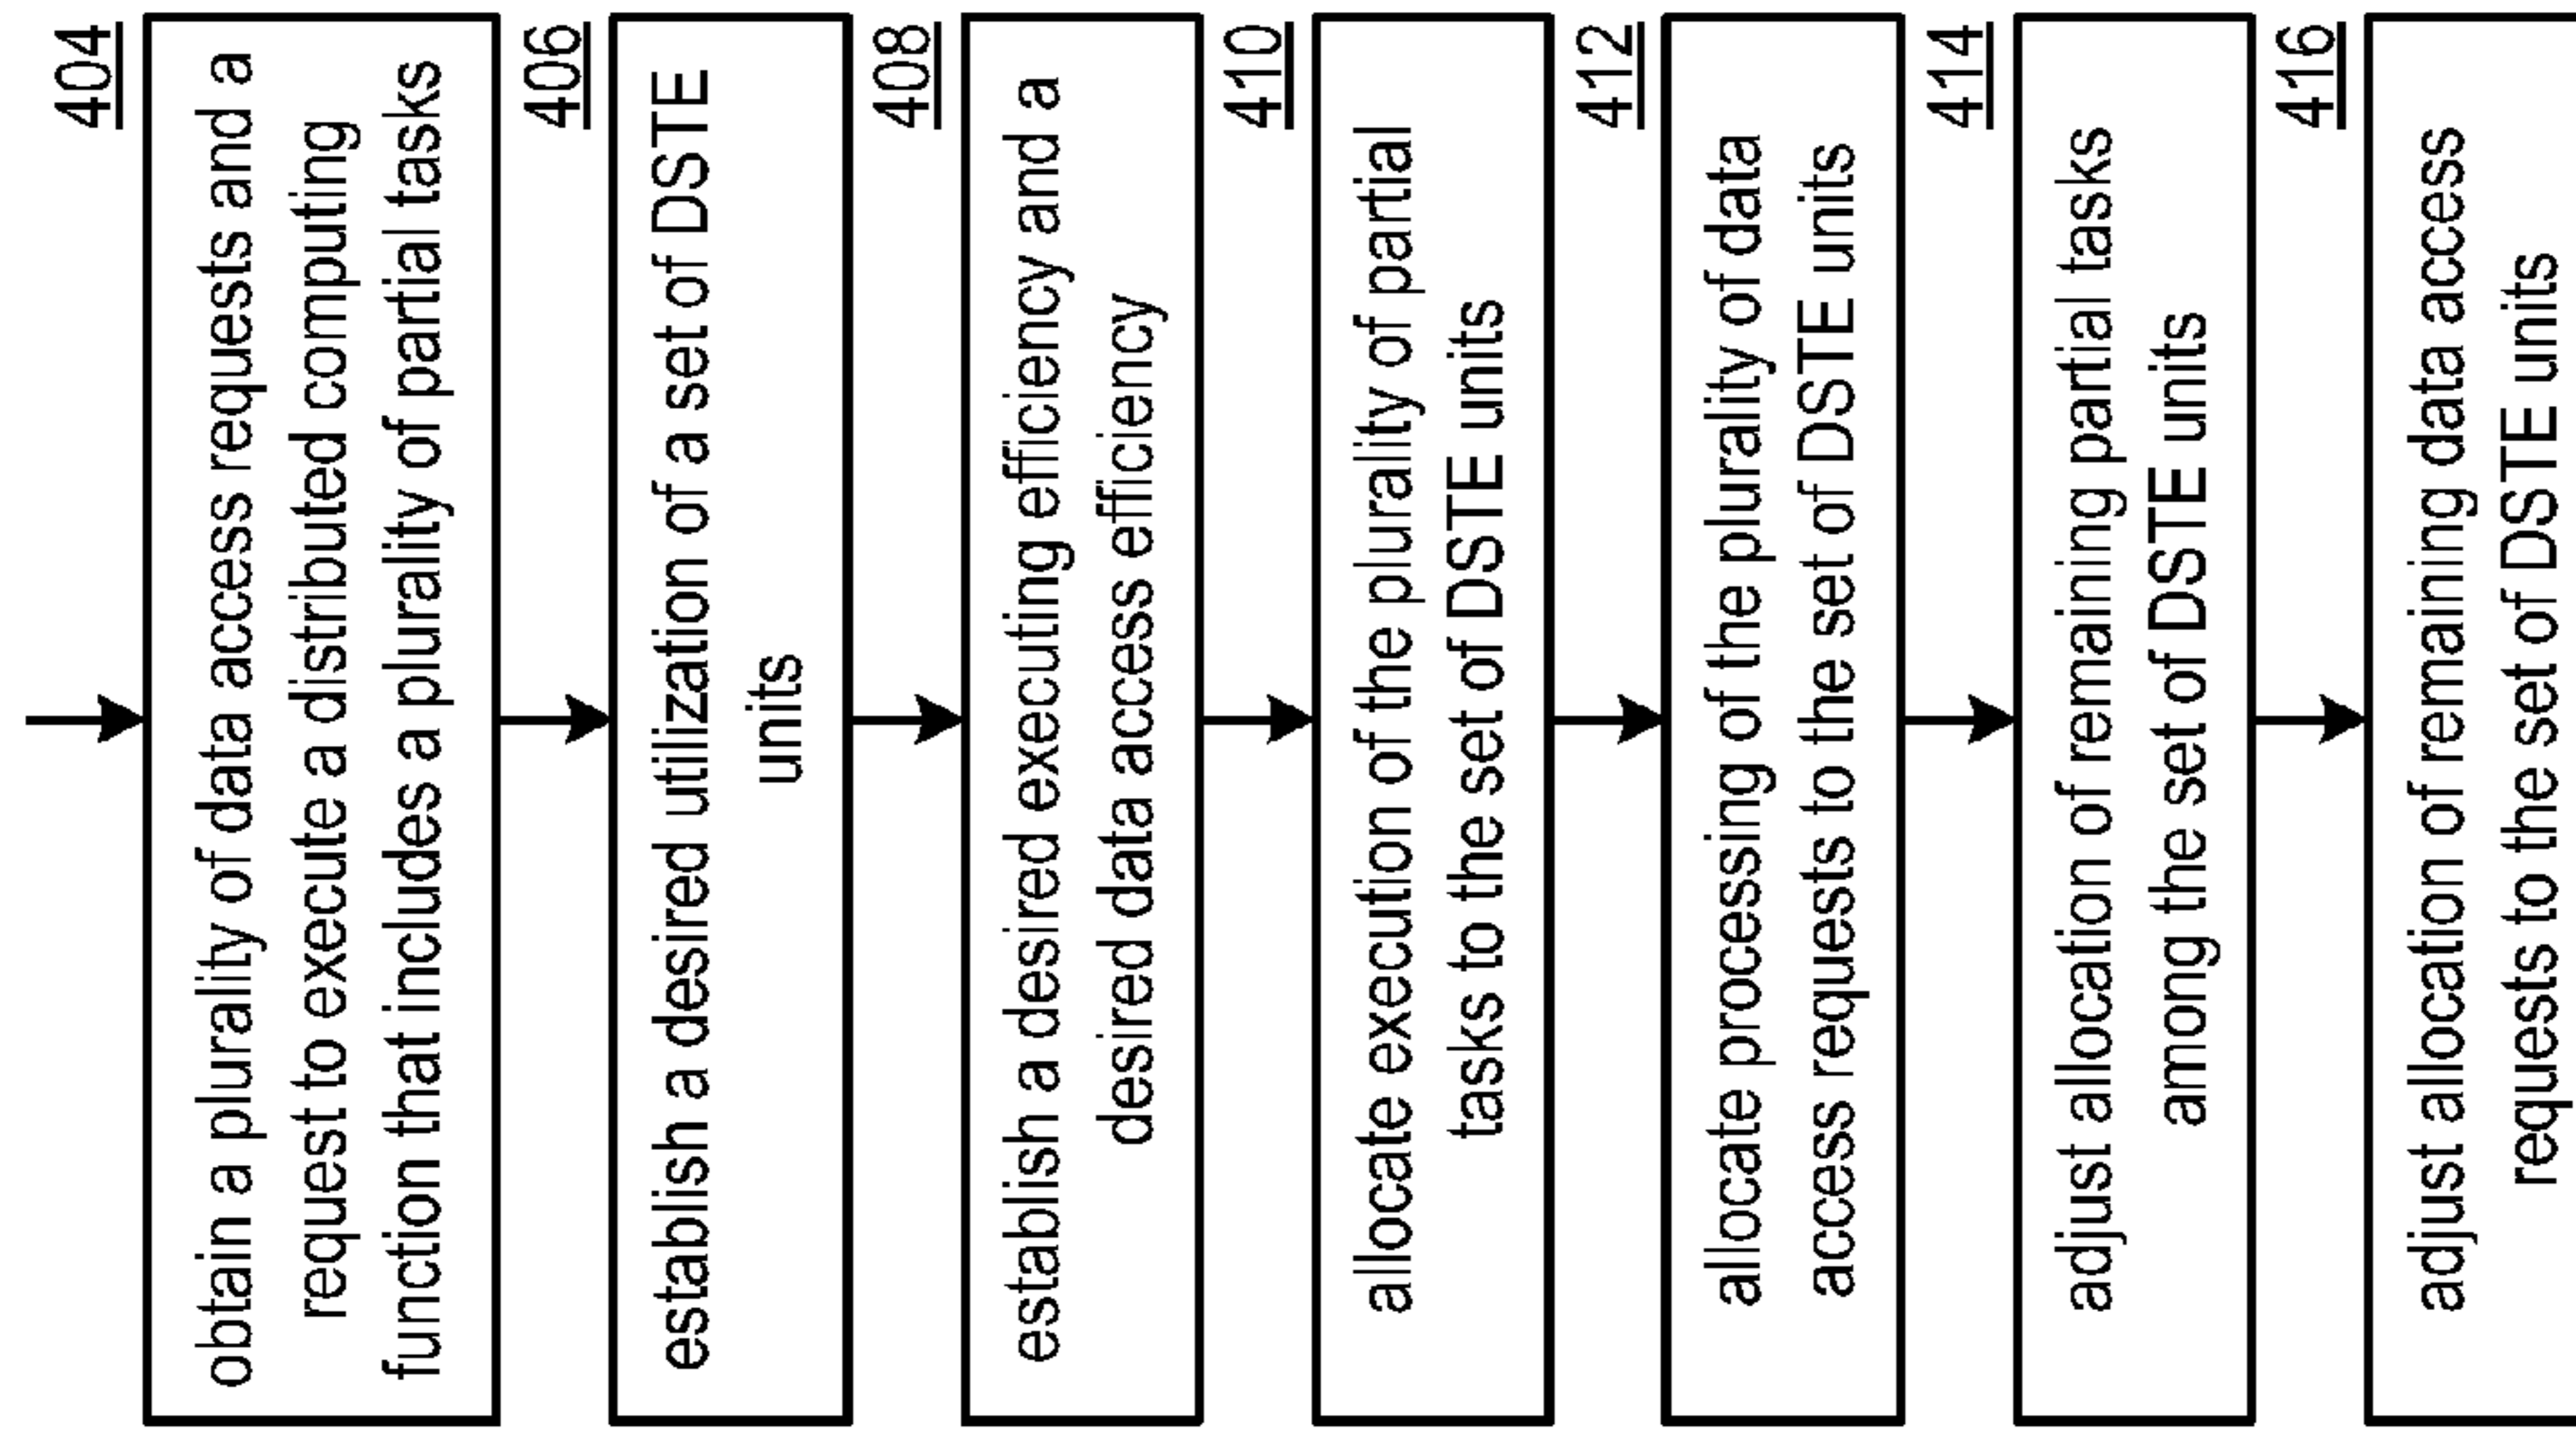 404
obtain a plurality of data access requests and a
request to execute a distributed computing
function that includes a plurality of partial tasks
406
establish a desired utilization of a set of DSTE
units
408
establish a desired executing efficiency and a
desired data access efficiency
410
allocate execution of the plurality of partial
tasks to the set of DSTE units
412
allocate processing of the plurality of data
access requests to the set of DSTE units
414
adjust allocation of remaining partial tasks
among the set of DSTE units
416
adjust allocation of remaining data access
requests to the set of DSTE units